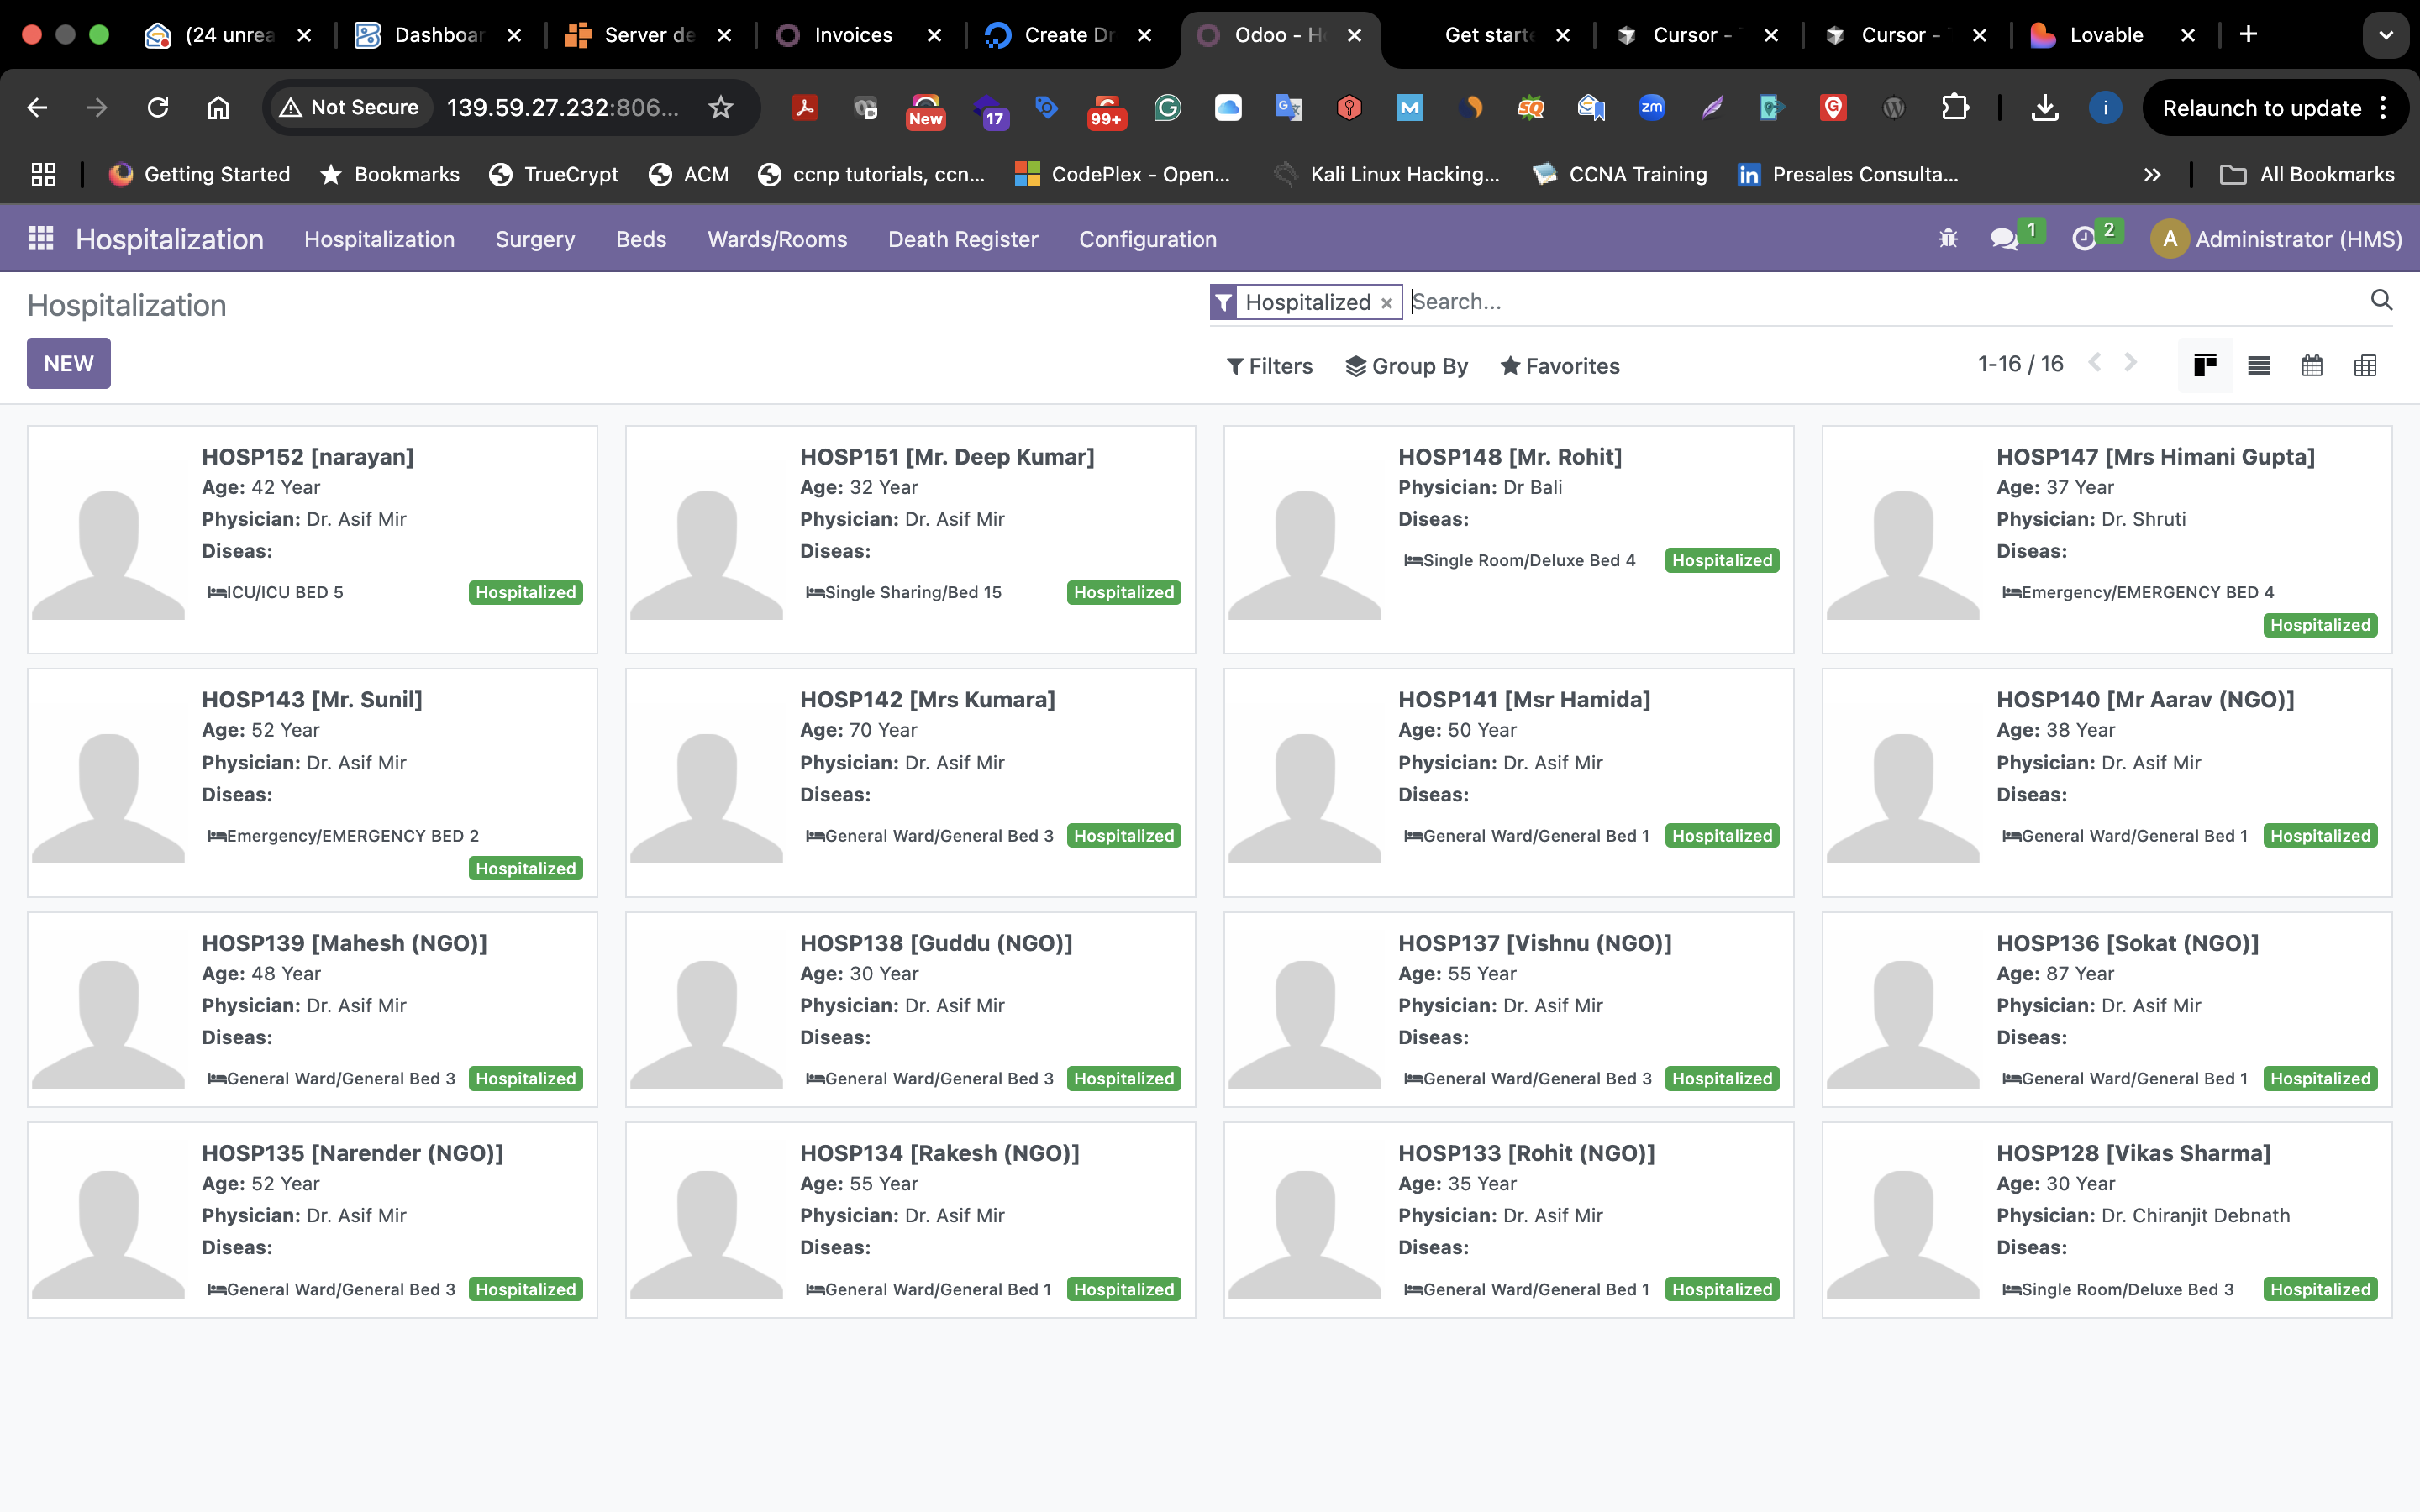 (24 unrea
Dashboar
Server de
Invoices
Create Dr
Odoo - H
Get starte
Cursor -
Cursor -
Lovable
Not Secure
139.59.27.232:806...
New
17
99+
zm
i
Relaunch to update
Getting Started
Bookmarks
TrueCrypt
ACM
ccnp tutorials, ccn...
CodePlex - Open...
Kali Linux Hacking...
CCNA Training
Presales Consulta...
All Bookmarks
Hospitalization
Hospitalization
Surgery
Beds
Wards/Rooms
Death Register
Configuration
1
2
A
Administrator (HMS)
Hospitalization
Hospitalized
Search...
NEW
Filters
Group By
Favorites
1-16 / 16
HOSP152 [narayan]
Age: 42 Year
Physician: Dr. Asif Mir
Diseas:
ICU/ICU BED 5
Hospitalized
HOSP151 [Mr. Deep Kumar]
Age: 32 Year
Physician: Dr. Asif Mir
Diseas:
Single Sharing/Bed 15
Hospitalized
HOSP148 [Mr. Rohit]
Physician: Dr Bali
Diseas:
Single Room/Deluxe Bed 4
Hospitalized
HOSP147 [Mrs Himani Gupta]
Age: 37 Year
Physician: Dr. Shruti
Diseas:
Emergency/EMERGENCY BED 4
Hospitalized
HOSP143 [Mr. Sunil]
Age: 52 Year
Physician: Dr. Asif Mir
Diseas:
Emergency/EMERGENCY BED 2
Hospitalized
HOSP142 [Mrs Kumara]
Age: 70 Year
Physician: Dr. Asif Mir
Diseas:
General Ward/General Bed 3
Hospitalized
HOSP141 [Msr Hamida]
Age: 50 Year
Physician: Dr. Asif Mir
Diseas:
General Ward/General Bed 1
Hospitalized
HOSP140 [Mr Aarav (NGO)]
Age: 38 Year
Physician: Dr. Asif Mir
Diseas:
General Ward/General Bed 1
Hospitalized
HOSP139 [Mahesh (NGO)]
Age: 48 Year
Physician: Dr. Asif Mir
Diseas:
General Ward/General Bed 3
Hospitalized
HOSP138 [Guddu (NGO)]
Age: 30 Year
Physician: Dr. Asif Mir
Diseas:
General Ward/General Bed 3
Hospitalized
HOSP137 [Vishnu (NGO)]
Age: 55 Year
Physician: Dr. Asif Mir
Diseas:
General Ward/General Bed 3
Hospitalized
HOSP136 [Sokat (NGO)]
Age: 87 Year
Physician: Dr. Asif Mir
Diseas:
General Ward/General Bed 1
Hospitalized
HOSP135 [Narender (NGO)]
Age: 52 Year
Physician: Dr. Asif Mir
Diseas:
General Ward/General Bed 3
Hospitalized
HOSP134 [Rakesh (NGO)]
Age: 55 Year
Physician: Dr. Asif Mir
Diseas:
General Ward/General Bed 1
Hospitalized
HOSP133 [Rohit (NGO)]
Age: 35 Year
Physician: Dr. Asif Mir
Diseas:
General Ward/General Bed 1
Hospitalized
HOSP128 [Vikas Sharma]
Age: 30 Year
Physician: Dr. Chiranjit Debnath
Diseas:
Single Room/Deluxe Bed 3
Hospitalized